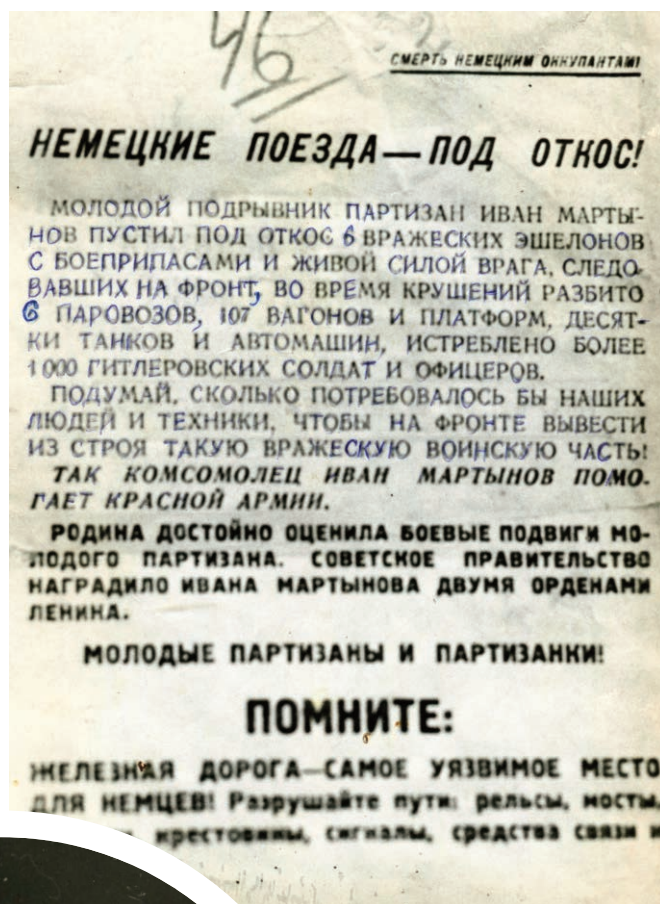 46
СМЕРТЬ НЕМЕЦКИМ ОККУПАНТАМ!
НЕМЕЦКИЕ ПОЕЗДА—ПОД ОТКОС!
МОЛОДОЙ ПОДРЫВНИК ПАРТИЗАН ИВАН МАРТЫ-
НОВ ПУСТИЛ ПОД ОТКОС 6 ВРАЖЕСКИХ ЭШЕЛОНОВ
С БОЕПРИПАСАМИ И ЖИВОЙ СИЛОЙ ВРАГА, СЛЕДО-
ВАВШИХ НА ФРОНТ, ВО ВРЕМЯ КРУШЕНИЙ РАЗБИТО
6 ПАРОВОЗОВ, 107 ВАГОНОВ И ПЛАТФОРМ, ДЕСЯТ-
КИ ТАНКОВ И АВТОМАШИН, ИСТРЕБЛЕНО БОЛЕЕ
1000 ГИТЛЕРОВСКИХ СОЛДАТ И ОФИЦЕРОВ.
ПОДУМАЙ, СКОЛЬКО ПОТРЕБОВАЛОСЬ БЫ НАШИХ
ЛЮДЕЙ И ТЕХНИКИ, ЧТОБЫ НА ФРОНТЕ ВЫВЕСТИ
ИЗ СТРОЯ ТАКУЮ ВРАЖЕСКУЮ ВОИНСКУЮ ЧАСТЬ!
ТАК КОМСОМОЛЕЦ ИВАН МАРТЫНОВ ПОМО-
ГАЕТ КРАСНОЙ АРМИИ.
РОДИНА ДОСТОЙНО ОЦЕНИЛА БОЕВЫЕ ПОДВИГИ МО-
ЛОДОГО ПАРТИЗАНА. СОВЕТСКОЕ ПРАВИТЕЛЬСТВО
НАГРАДИЛО ИВАНА МАРТЫНОВА ДВУМЯ ОРДЕНАМИ
ЛЕНИНА.
МОЛОДЫЕ ПАРТИЗАНЫ И ПАРТИЗАНКИ!
ПОМНИТЕ:
ЖЕЛЕЗНАЯ ДОРОГА—САМОЕ УЯЗВИМОЕ МЕСТО
ДЛЯ НЕМЦЕВ! Разрушайте пути: рельсы, мосты,
крестовины, сигналы, средства связи и